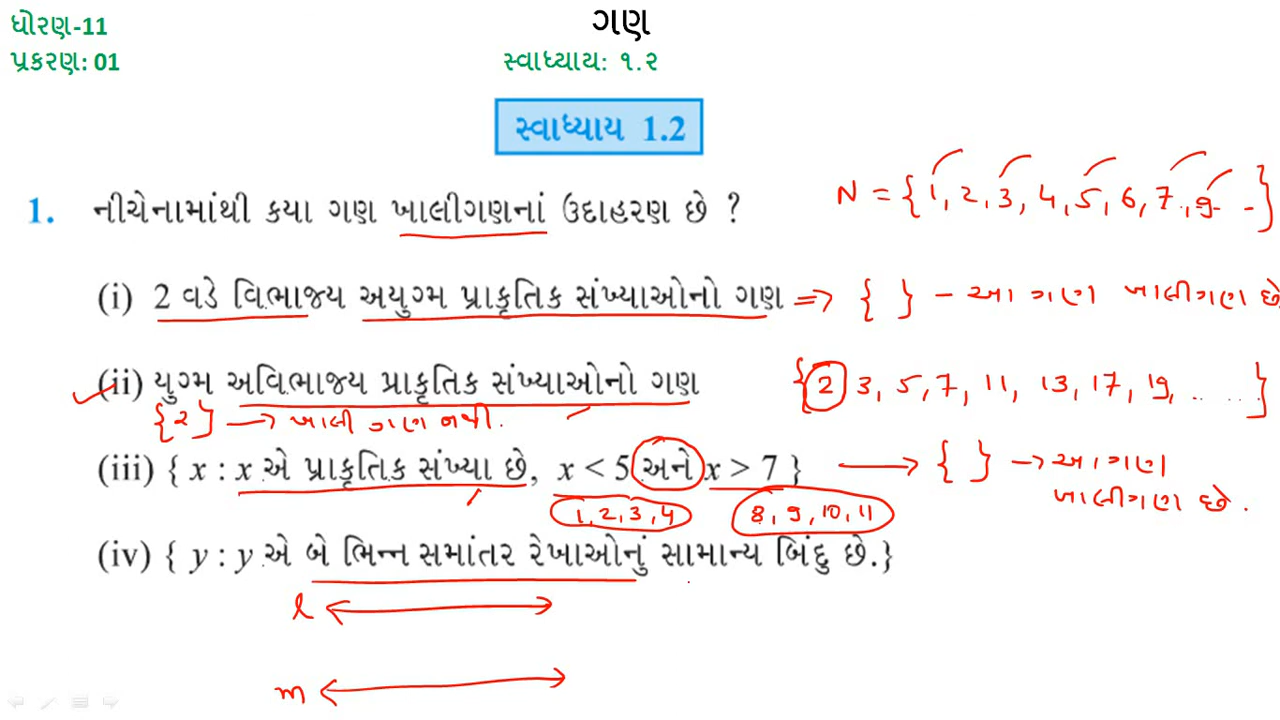 ધોરણ-11
ગણ
પ્રકરણ: 01
સ્વાધ્યાય: ૧.૨
સ્વાધ્યાય 1.2
1. નીચેનામાંથી કયા ગણ ખાલીગણનાં ઉદાહરણ છે ?
N = {1, 2, 3, 4, 5, 6, 7, 9- - }
(i) 2 વડે વિભાજ્ય અયુગ્મ પ્રાકૃતિક સંખ્યાઓનો ગણ => { } - આ ગણ ખાલીગણ છે
(ii) યુગ્મ અવિભાજ્ય પ્રાકૃતિક સંખ્યાઓનો ગણ {2 3, 5, 7, 11, 13, 17, 19, ..... }
{૨} → ખાલી ગણ નથી.
(iii) { x : x એ પ્રાકૃતિક સંખ્યા છે, x < 5 અને x > 7 } → { } → આ ગણ
ખાલીગણ છે.
1, 2, 3, 4 8, 9, 10, 11
(iv) { y : y એ બે ભિન્ન સમાંતર રેખાઓનું સામાન્ય બિંદુ છે.}
l
m